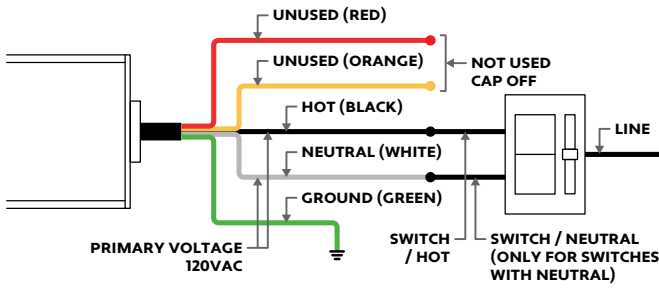 UNUSED (RED)
UNUSED (ORANGE)
NOT USED
CAP OFF
HOT (BLACK)
LINE
NEUTRAL (WHITE)
GROUND (GREEN)
PRIMARY VOLTAGE
120VAC
SWITCH
/ HOT
SWITCH / NEUTRAL
(ONLY FOR SWITCHES
WITH NEUTRAL)